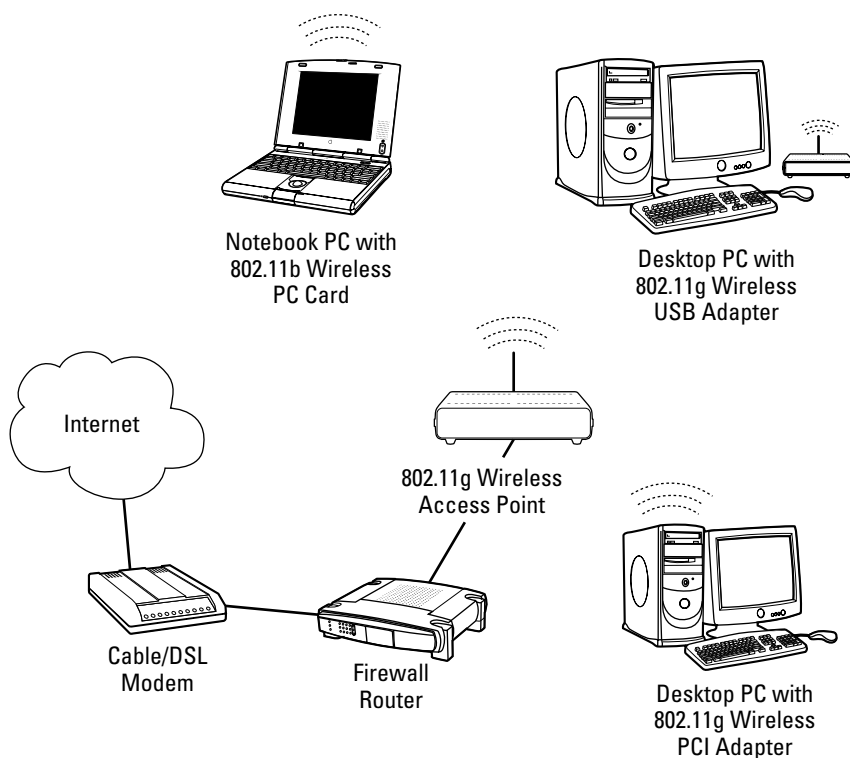 Notebook PC with
802.11b Wireless
PC Card
Desktop PC with
802.11g Wireless
USB Adapter
Internet
802.11g Wireless
Access Point
Cable/DSL
Modem
Firewall
Router
Desktop PC with
802.11g Wireless
PCI Adapter